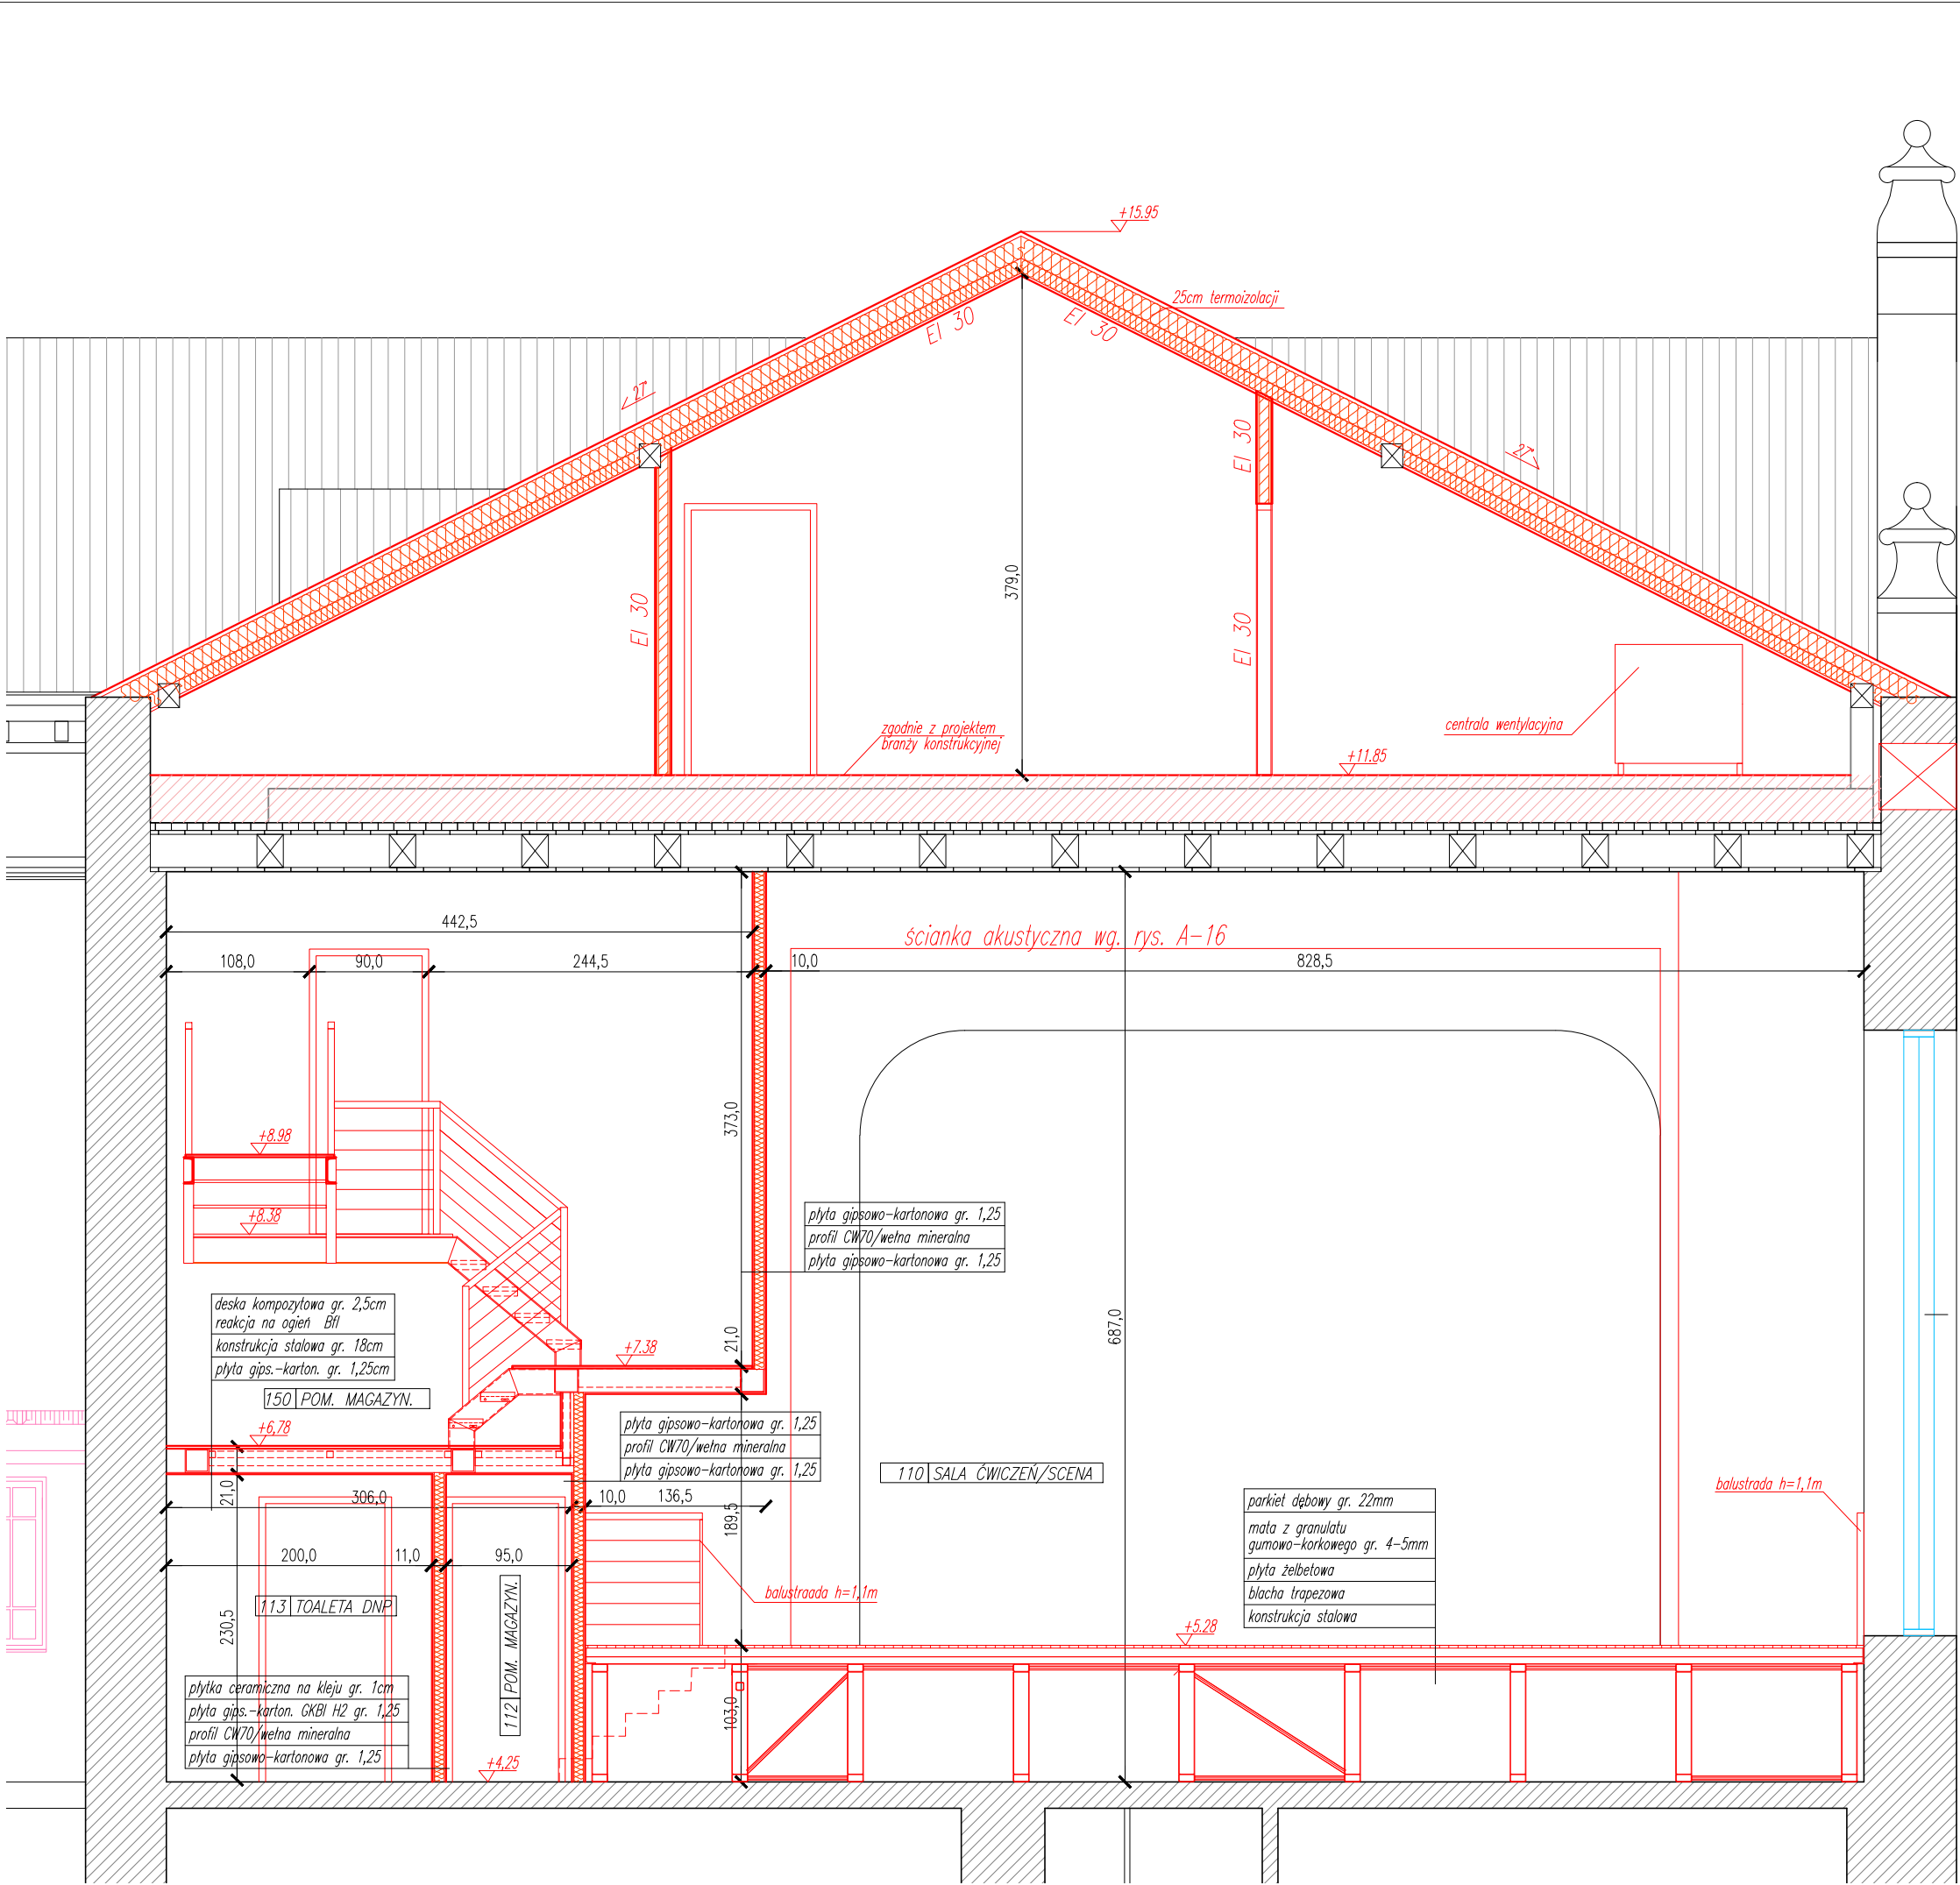 +15.95
25cm termoizolacji
EI 30
EI 30
27°
27°
EI 30
EI 30
EI 30
379,0
zgodnie z projektem
branży konstrukcyjnej
centrala wentylacyjna
+11.85
442,5
ścianka akustyczna wg. rys. A-16
108,0
90,0
244,5
10,0
828,5
373,0
+8.98
+8.38
płyta gipsowo-kartonowa gr. 1,25
profil CW70/wełna mineralna
płyta gipsowo-kartonowa gr. 1,25
deska kompozytowa gr. 2,5cm
reakcja na ogień Bfl
konstrukcja stalowa gr. 18cm
płyta gips.-karton. gr. 1,25cm
687,0
21,0
+7.38
150 POM. MAGAZYN.
+6,78
płyta gipsowo-kartonowa gr. 1,25
profil CW70/wełna mineralna
płyta gipsowo-kartonowa gr. 1,25
110 SALA ĆWICZEŃ/SCENA
balustrada h=1,1m
21,0
306,0
10,0
136,5
189,5
parkiet dębowy gr. 22mm
mata z granulatu
gumowo-korkowego gr. 4-5mm
płyta żelbetowa
blacha trapezowa
konstrukcja stalowa
200,0
11,0
95,0
balustraada h=1,1m
113 TOALETA DNP
112 POM. MAGAZYN.
230,5
+5.28
płytka ceramiczna na kleju gr. 1cm
płyta gips.-karton. GKBI H2 gr. 1,25
profil CW70/wełna mineralna
płyta gipsowo-kartonowa gr. 1,25
103,0
+4,25